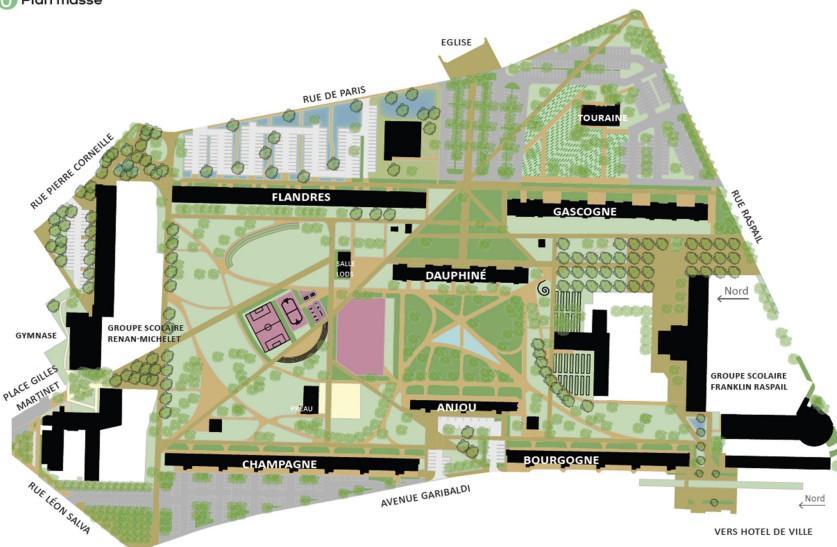 Plan masse
EGLISE
RUE DE PARIS
TOURAINE
RUE PIERRE CORNEILLE
FLANDRES
GASCOGNE
RUE RASPAIL
SALLE
LODS
DAUPHINÉ
Nord
GYMNASE
GROUPE SCOLAIRE
RENAN-MICHELET
PLACE GILLES
MARTINET
GROUPE SCOLAIRE
FRANKLIN RASPAIL
PREAU
ANJOU
CHAMPAGNE
BOURGOGNE
RUE LÉON SALVA
AVENUE GARIBALDI
Nord
VERS HOTEL DE VILLE